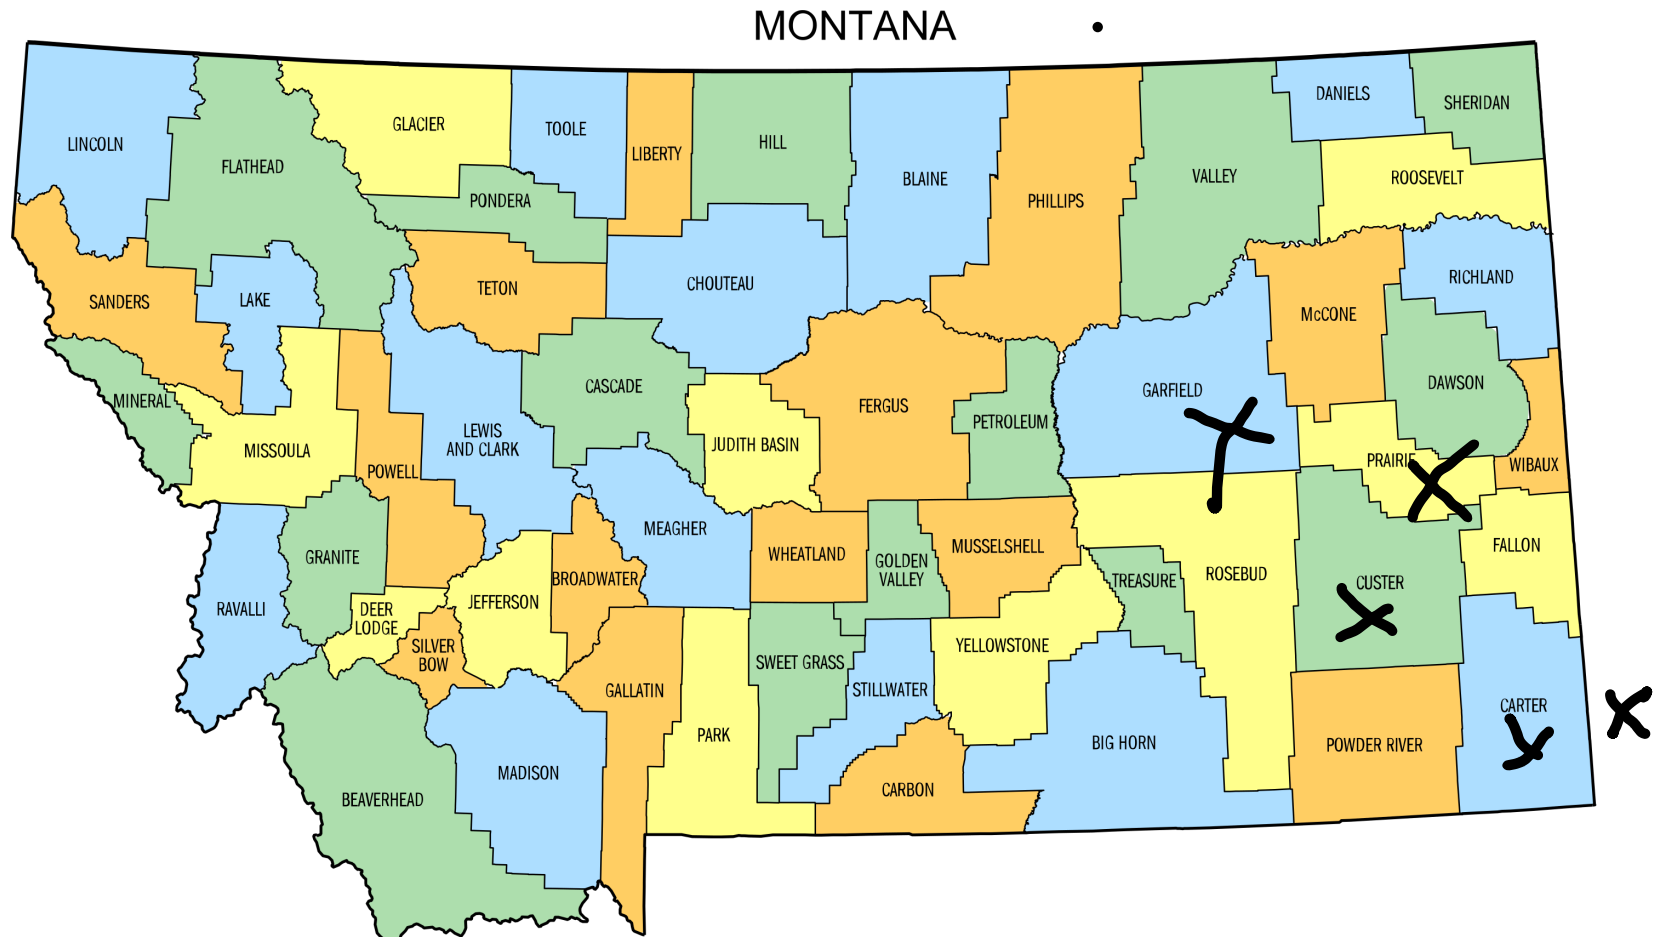 MONTANA
LINCOLN
FLATHEAD
GLACIER
TOOLE
LIBERTY
HILL
BLAINE
PHILLIPS
VALLEY
DANIELS
SHERIDAN
ROOSEVELT
PONDERA
SANDERS
LAKE
TETON
CHOUTEAU
McCONE
RICHLAND
MINERAL
MISSOULA
POWELL
LEWIS
AND CLARK
CASCADE
JUDITH BASIN
FERGUS
PETROLEUM
GARFIELD
DAWSON
PRAIRIE
WIBAUX
RAVALLI
GRANITE
DEER
LODGE
SILVER
BOW
JEFFERSON
BROADWATER
MEAGHER
WHEATLAND
GOLDEN
VALLEY
MUSSELSHELL
TREASURE
ROSEBUD
CUSTER
FALLON
BEAVERHEAD
MADISON
GALLATIN
PARK
SWEET GRASS
STILLWATER
YELLOWSTONE
CARBON
BIG HORN
POWDER RIVER
CARTER